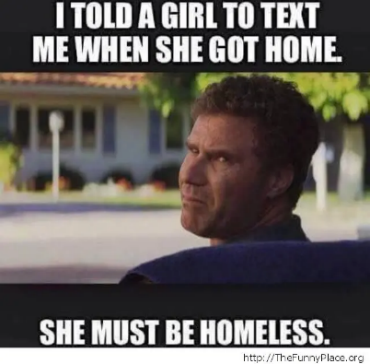 I TOLD A GIRL TO TEXT
ME WHEN SHE GOT HOME.
SHE MUST BE HOMELESS.
http://TheFunnyPlace.org